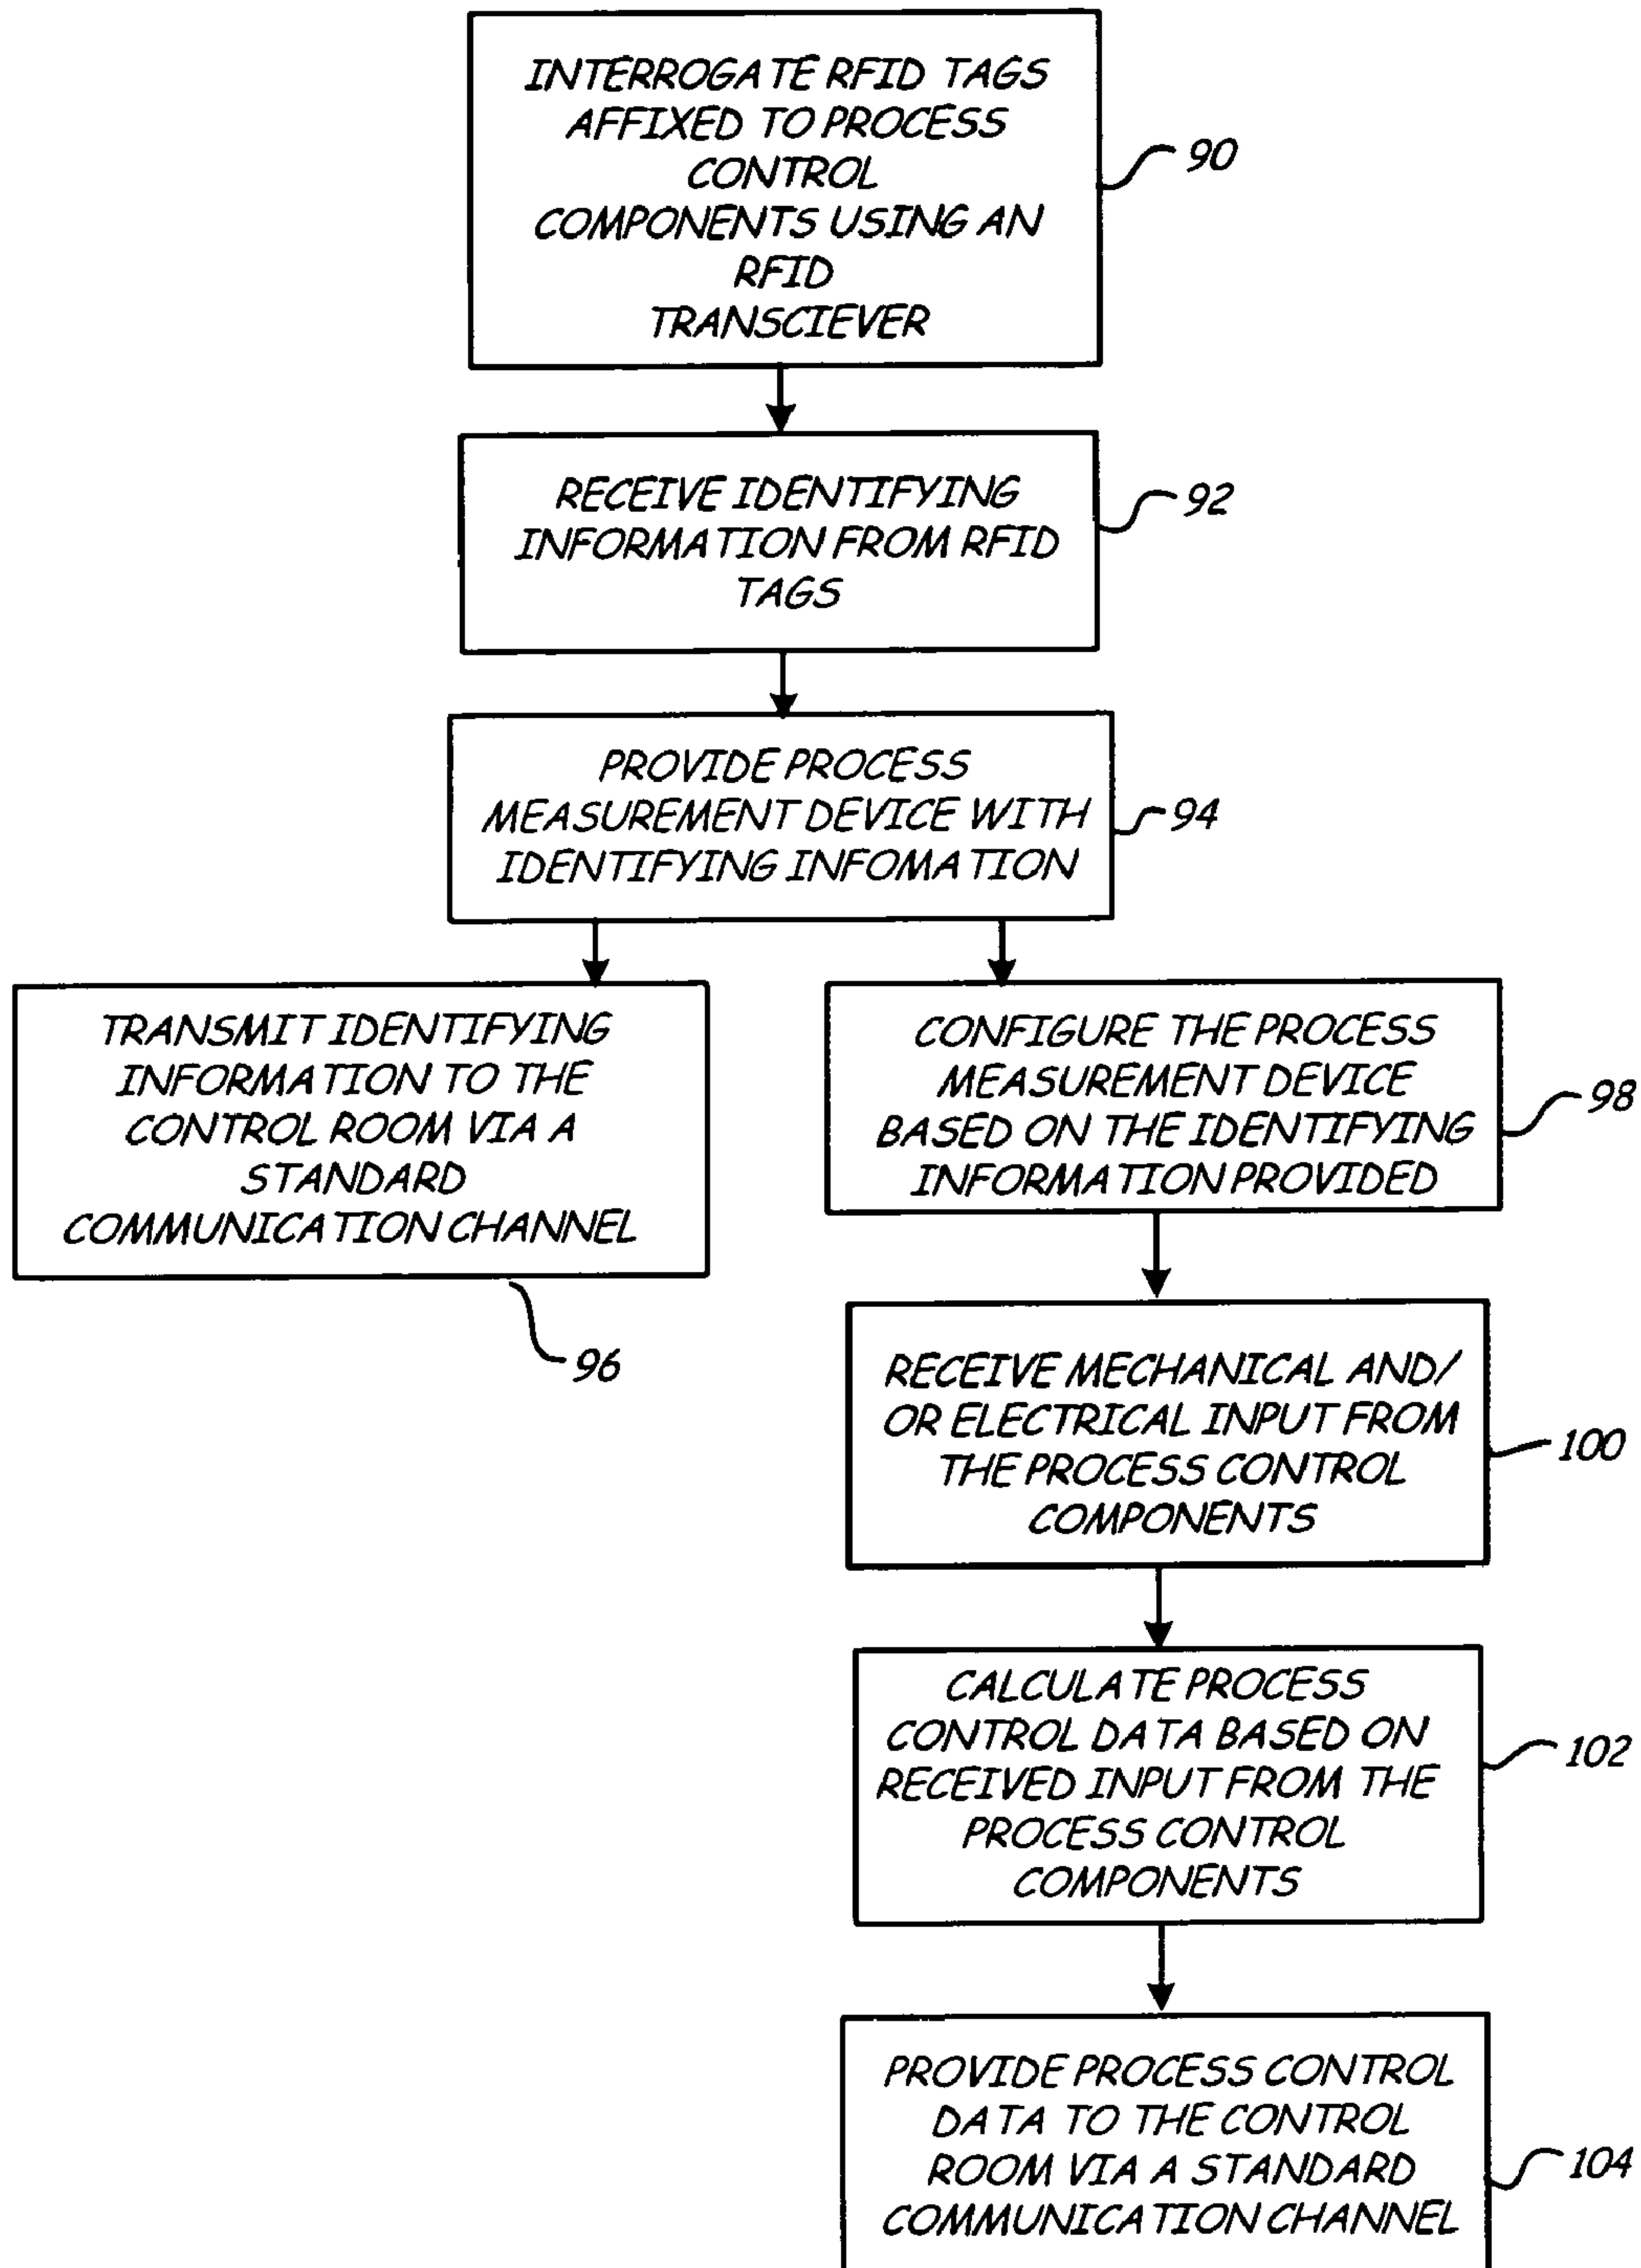 INTERROGATE RFID TAGS
AFFIXED TO PROCESS
CONTROL
COMPONENTS USING AN
RFID
TRANSCIEVER
90
RECEIVE IDENTIFYING
INFORMATION FROM RFID
TAGS
92
PROVIDE PROCESS
MEASUREMENT DEVICE WITH
IDENTIFYING INFOMATION
94
TRANSMIT IDENTIFYING
INFORMATION TO THE
CONTROL ROOM VIA A
STANDARD
COMMUNICATION CHANNEL
96
CONFIGURE THE PROCESS
MEASUREMENT DEVICE
BASED ON THE IDENTIFYING
INFORMATION PROVIDED
98
RECEIVE MECHANICAL AND/
OR ELECTRICAL INPUT FROM
THE PROCESS CONTROL
COMPONENTS
100
CALCULATE PROCESS
CONTROL DATA BASED ON
RECEIVED INPUT FROM THE
PROCESS CONTROL
COMPONENTS
102
PROVIDE PROCESS CONTROL
DATA TO THE CONTROL
ROOM VIA A STANDARD
COMMUNICATION CHANNEL
104